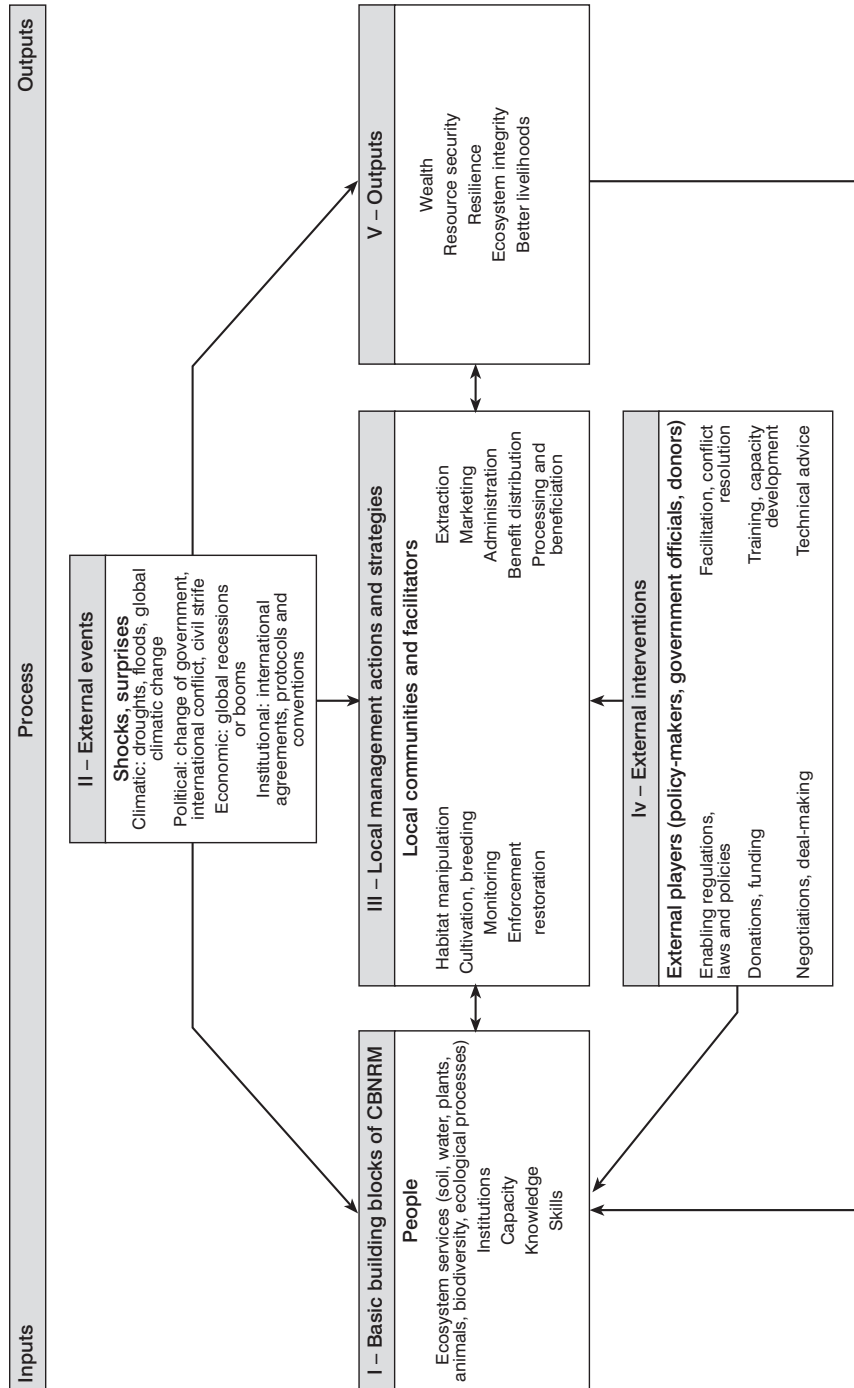 Inputs
Process
Outputs
II – External events
Shocks, surprises
Climatic: droughts, floods, global
climatic change
Political: change of government,
international conflict, civil strife
Economic: global recessions
or booms
Institutional: international
agreements, protocols and
conventions
I – Basic building blocks of CBNRM
People
Ecosystem services (soil, water, plants,
animals, biodiversity, ecological processes)
Institutions
Capacity
Knowledge
Skills
III – Local management actions and strategies
Local communities and facilitators
Habitat manipulation
Cultivation, breeding
Monitoring
Enforcement
restoration
Extraction
Marketing
Administration
Benefit distribution
Processing and
beneficiation
V – Outputs
Wealth
Resource security
Resilience
Ecosystem integrity
Better livelihoods
Iv – External interventions
External players (policy-makers, government officials, donors)
Enabling regulations,
laws and policies
Donations, funding
Negotiations, deal-making
Facilitation, conflict
resolution
Training, capacity
development
Technical advice